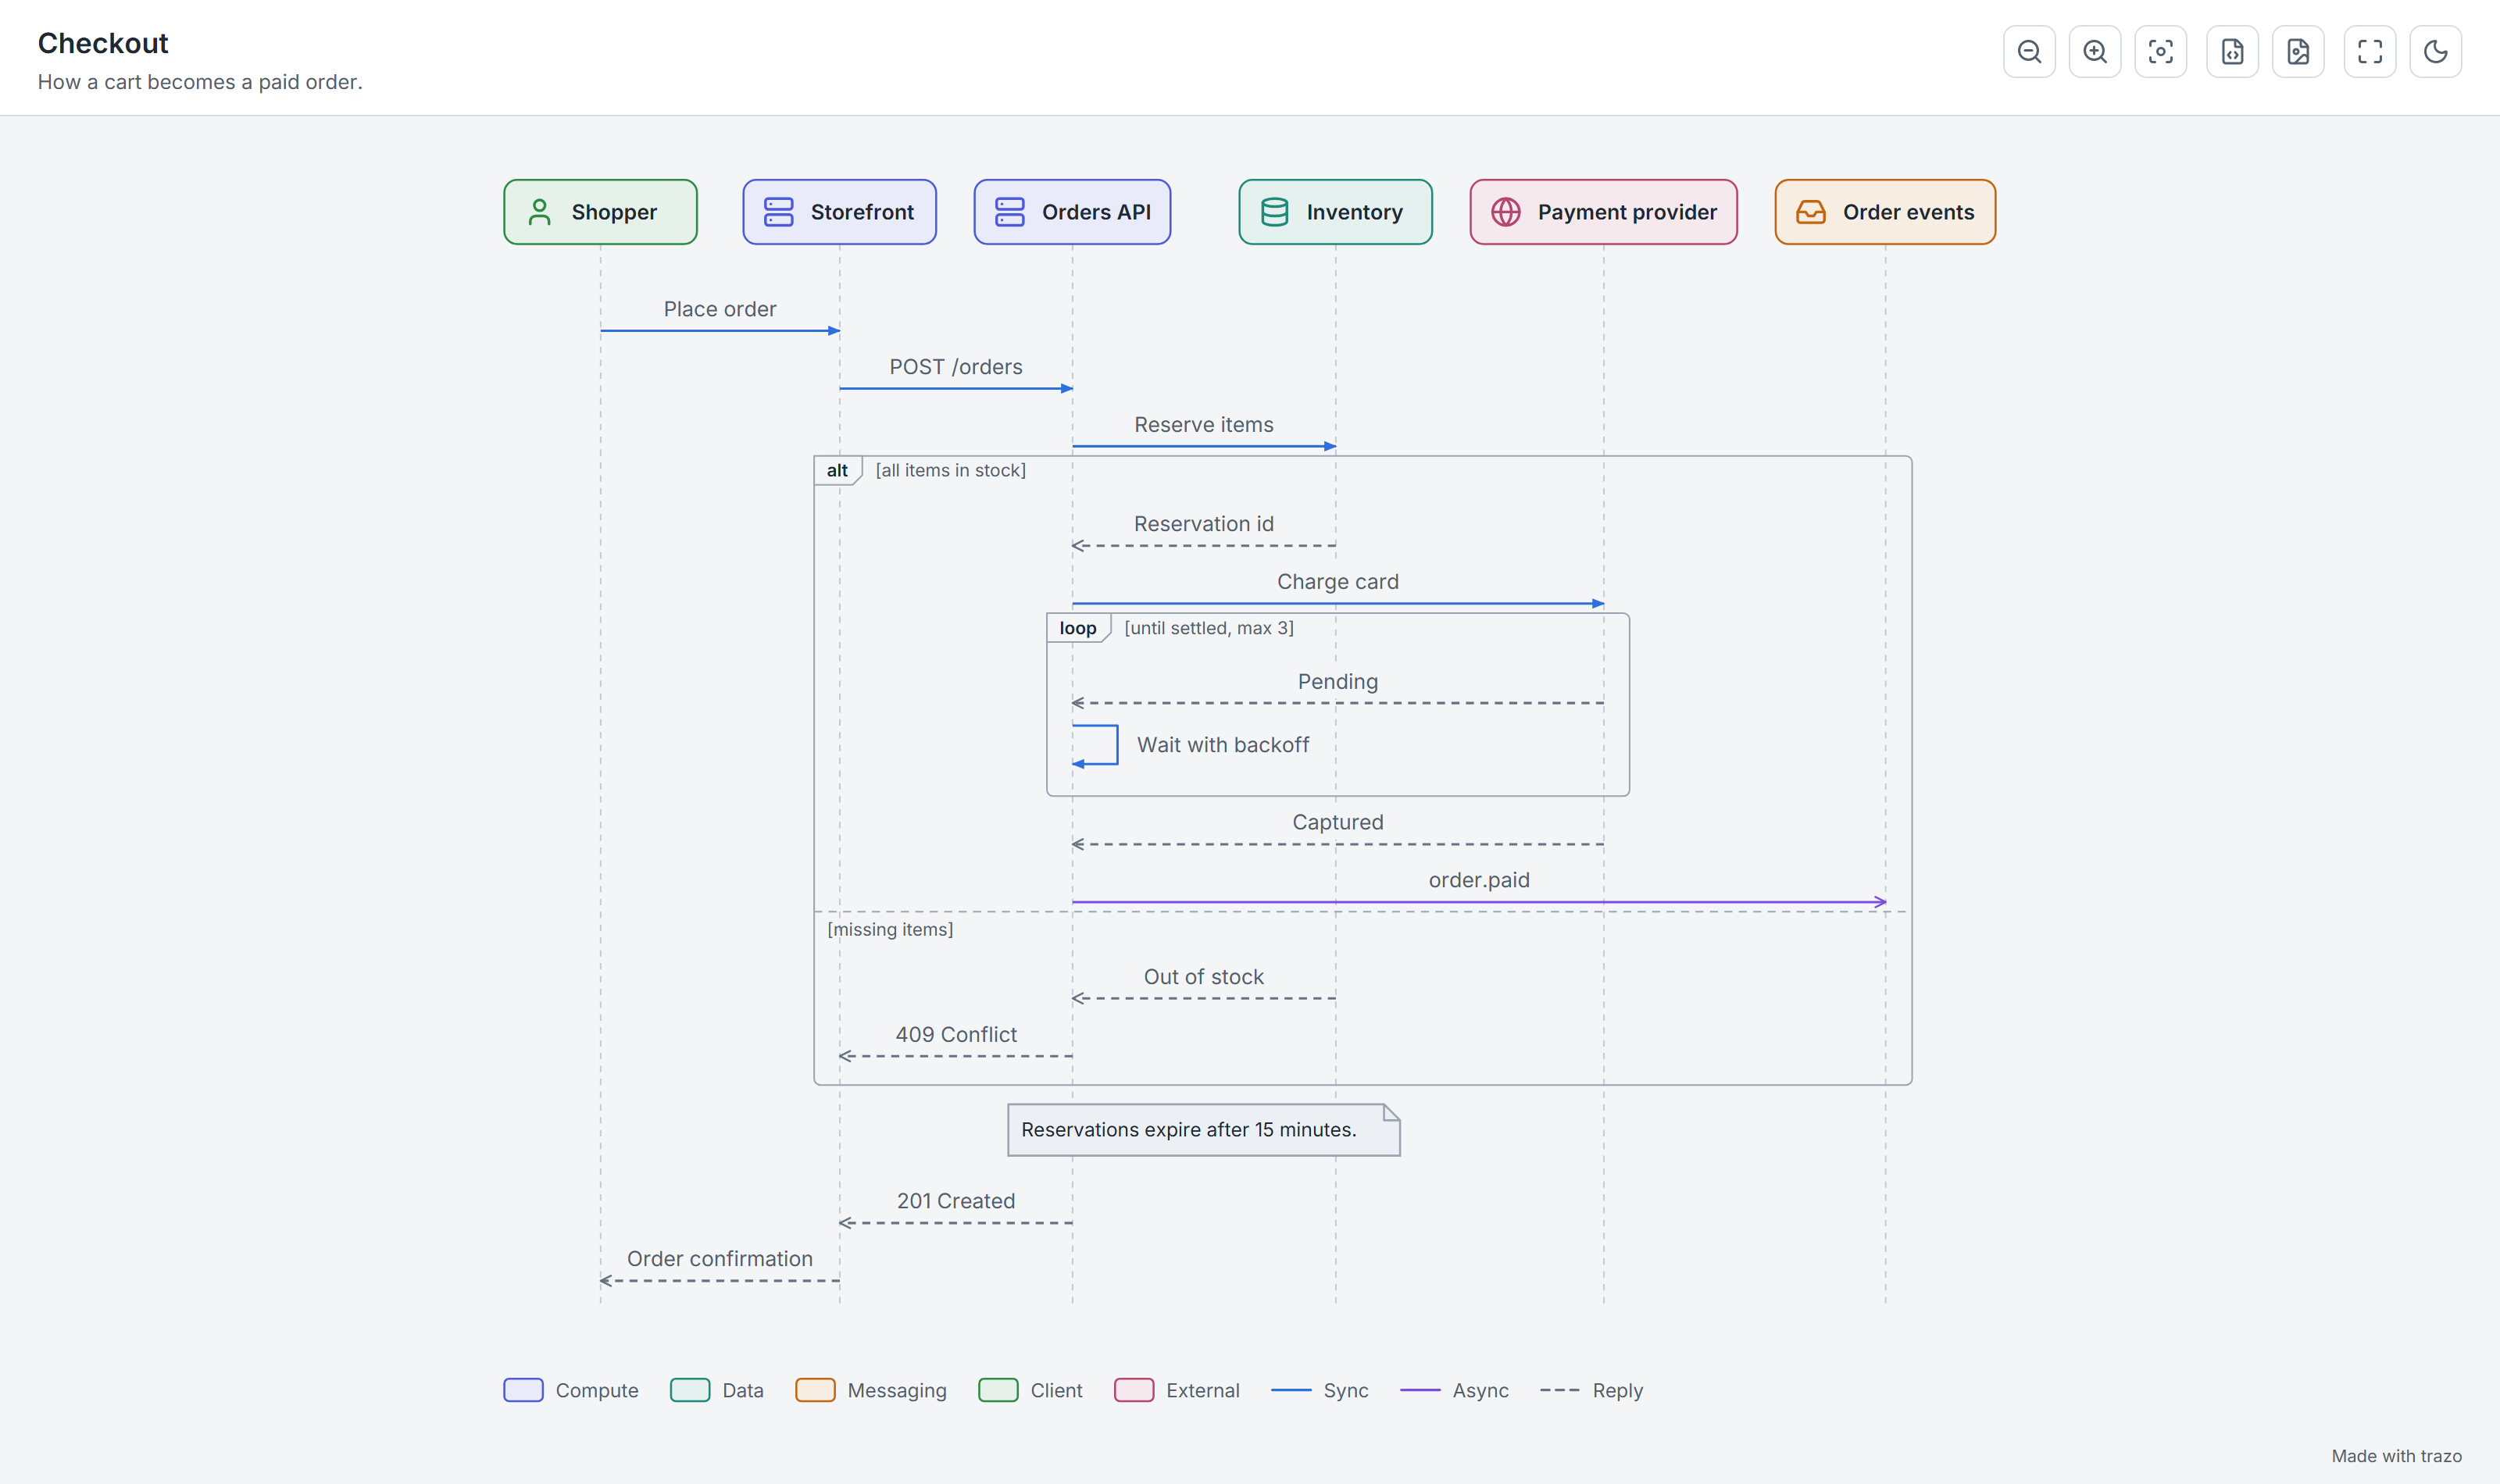 Checkout
How a cart becomes a paid order.
Shopper
Storefront
Orders API
Inventory
Payment provider
Order events
Place order
POST /orders
Reserve items
alt
[all items in stock]
Reservation id
Charge card
loop
[until settled, max 3]
Pending
Wait with backoff
Captured
order.paid
[missing items]
Out of stock
409 Conflict
Reservations expire after 15 minutes.
201 Created
Order confirmation
Compute
Data
Messaging
Client
External
Sync
Async
Reply
Made with trazo